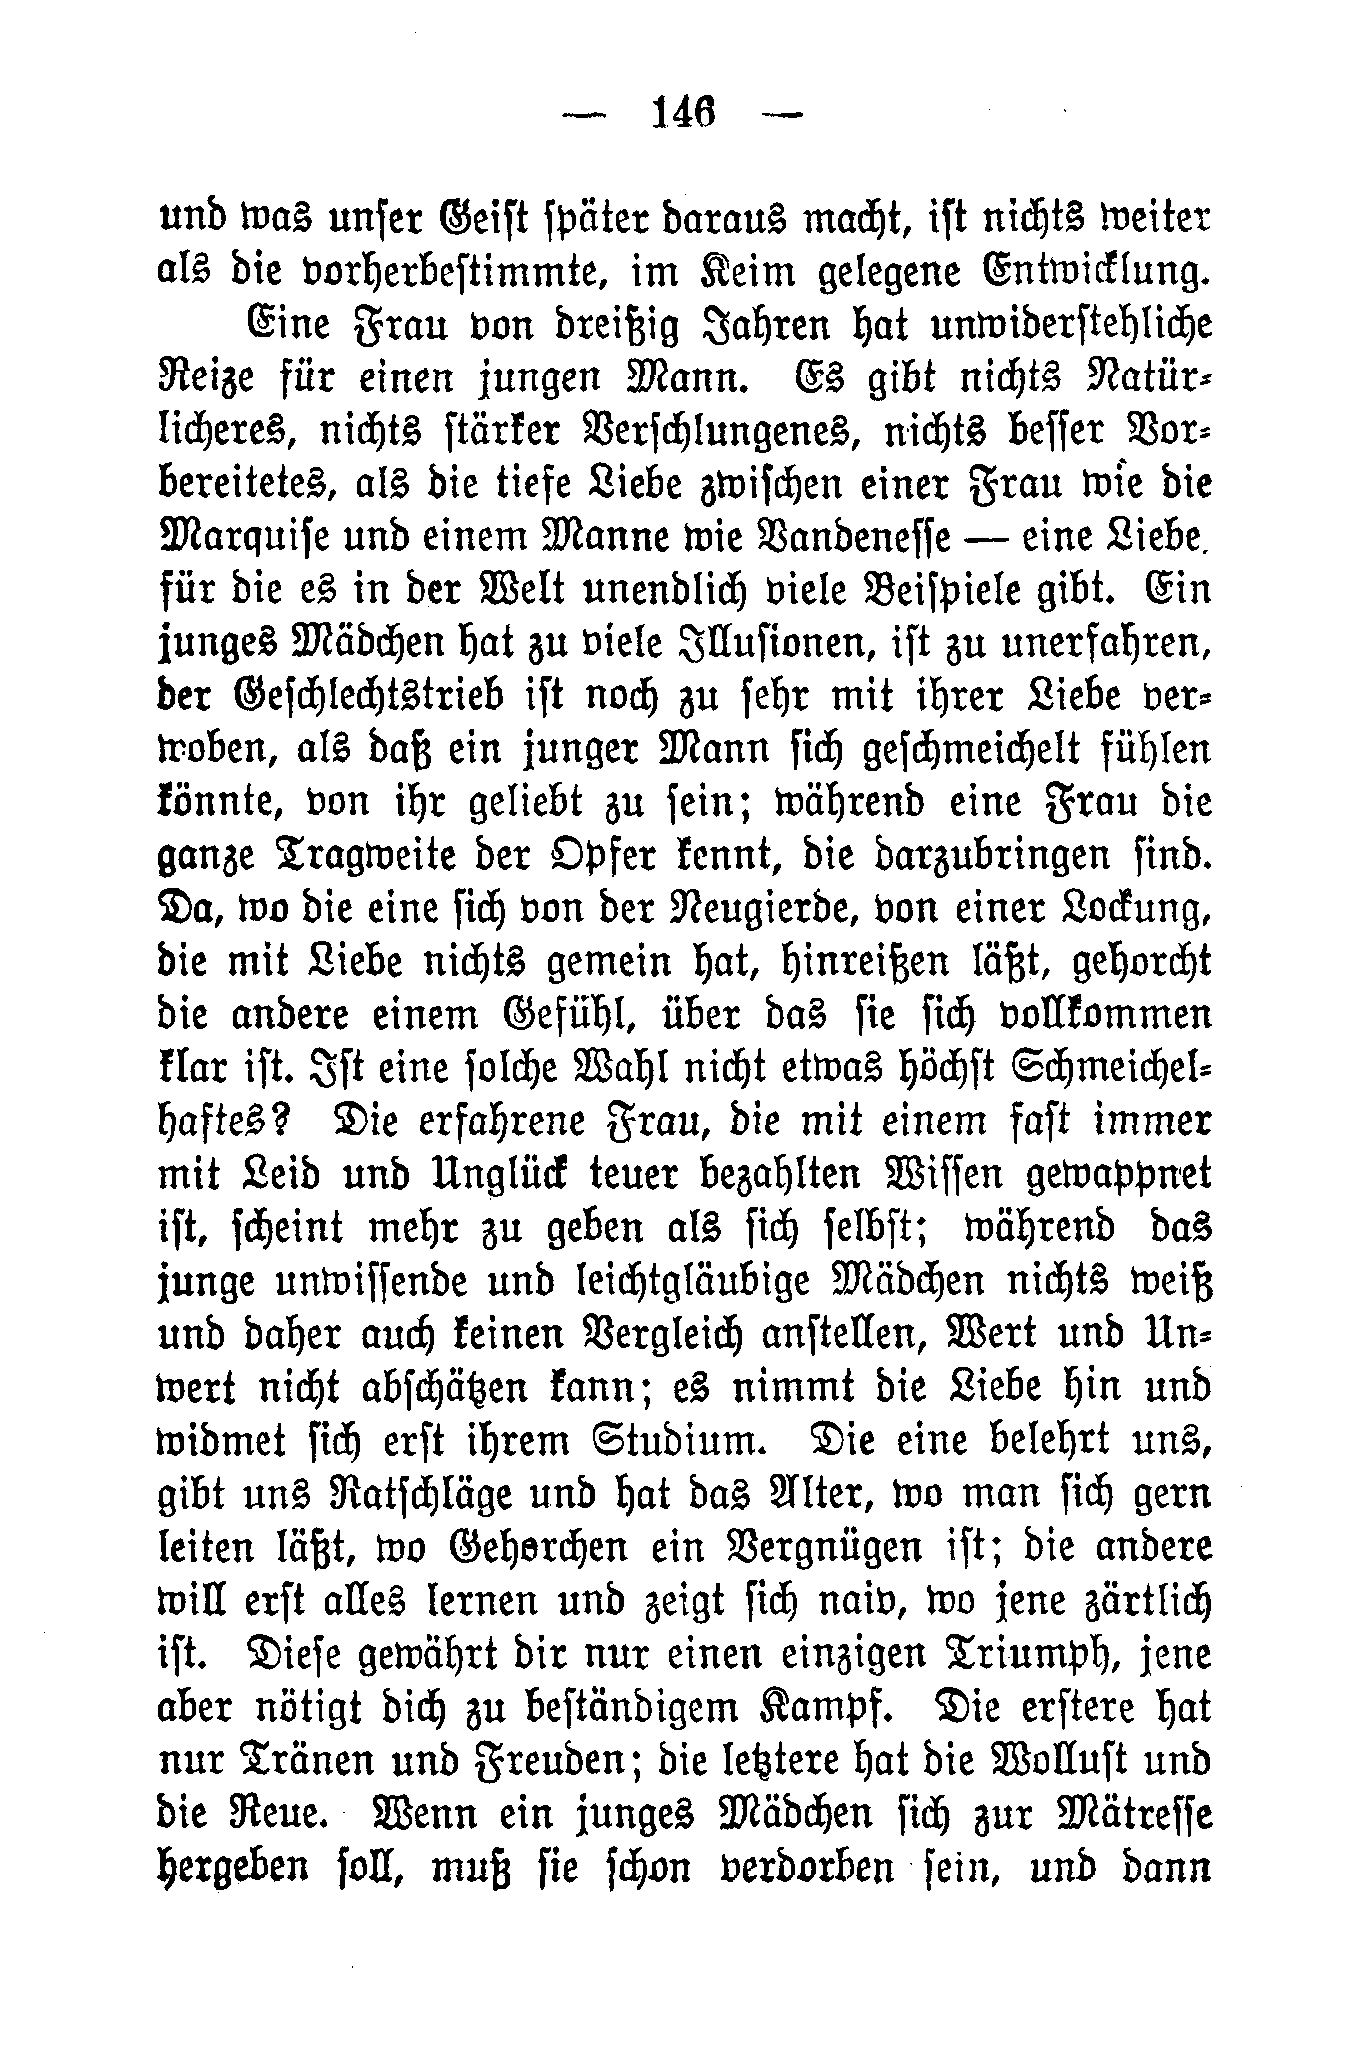 — 146 —
und was unser Geist später daraus macht, ist nichts weiter
als die vorherbestimmte, im Keim gelegene Entwicklung.
Eine Frau von dreißig Jahren hat unwiderstehliche
Reize für einen jungen Mann. Es gibt nichts Natür-
licheres, nichts stärker Verschlungenes, nichts besser Vor-
bereitetes, als die tiefe Liebe zwischen einer Frau wie die
Marquise und einem Manne wie Vandenesse — eine Liebe,
für die es in der Welt unendlich viele Beispiele gibt. Ein
junges Mädchen hat zu viele Illusionen, ist zu unerfahren,
der Geschlechtstrieb ist noch zu sehr mit ihrer Liebe ver-
woben, als daß ein junger Mann sich geschmeichelt fühlen
könnte, von ihr geliebt zu sein; während eine Frau die
ganze Tragweite der Opfer kennt, die darzubringen sind.
Da, wo die eine sich von der Neugierde, von einer Lockung,
die mit Liebe nichts gemein hat, hinreißen läßt, gehorcht
die andere einem Gefühl, über das sie sich vollkommen
klar ist. Ist eine solche Wahl nicht etwas höchst Schmeichel-
haftes? Die erfahrene Frau, die mit einem fast immer
mit Leid und Unglück teuer bezahlten Wissen gewappnet
ist, scheint mehr zu geben als sich selbst; während das
junge unwissende und leichtgläubige Mädchen nichts weiß
und daher auch keinen Vergleich anstellen, Wert und Un-
wert nicht abschätzen kann; es nimmt die Liebe hin und
widmet sich erst ihrem Studium. Die eine belehrt uns,
gibt uns Ratschläge und hat das Alter, wo man sich gern
leiten läßt, wo Gehorchen ein Vergnügen ist; die andere
will erst alles lernen und zeigt sich naiv, wo jene zärtlich
ist. Diese gewährt dir nur einen einzigen Triumph, jene
aber nötigt dich zu beständigem Kampf. Die erstere hat
nur Tränen und Freuden; die letztere hat die Wollust und
die Reue. Wenn ein junges Mädchen sich zur Mätresse
hergeben soll, muß sie schon verdorben sein, und dann